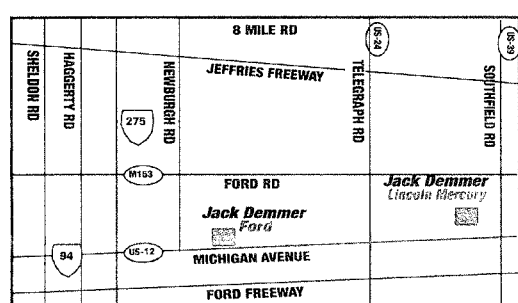 8 MILE RD
US-24
US-39
JEFFRIES FREEWAY
SHELDON RD
HAGGERTY RD
NEWBURGH RD
TELEGRAPH RD
SOUTHFIELD RD
275
M153
FORD RD
Jack Demmer
Lincoln Mercury
Jack Demmer
Ford
94
US-12
MICHIGAN AVENUE
FORD FREEWAY